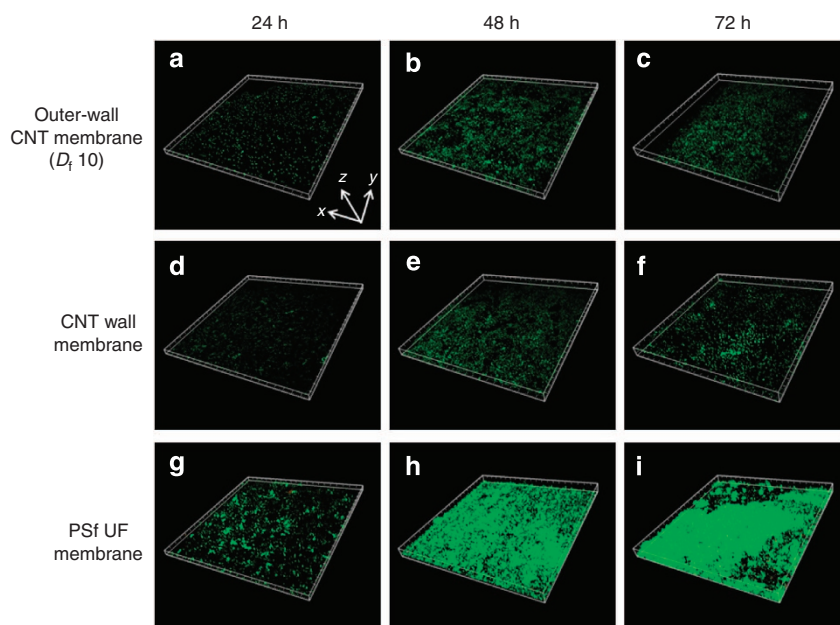 24 h
48 h
72 h
Outer-wall
CNT membrane
(Df 10)
a
b
c
z
y
x
CNT wall
membrane
d
e
f
PSf UF
membrane
g
h
i